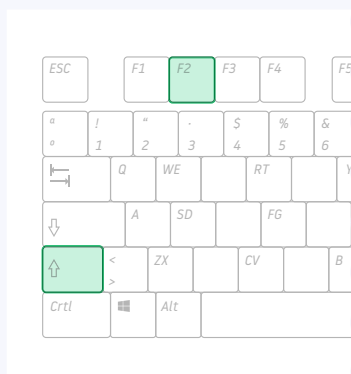 ESC F1 F2 F3 F4 F5
ª ! " · $ % &
º 1 2 3 4 5 6
Q WE RT Y
A SD FG
< ZX CV B
>
Crtl Alt